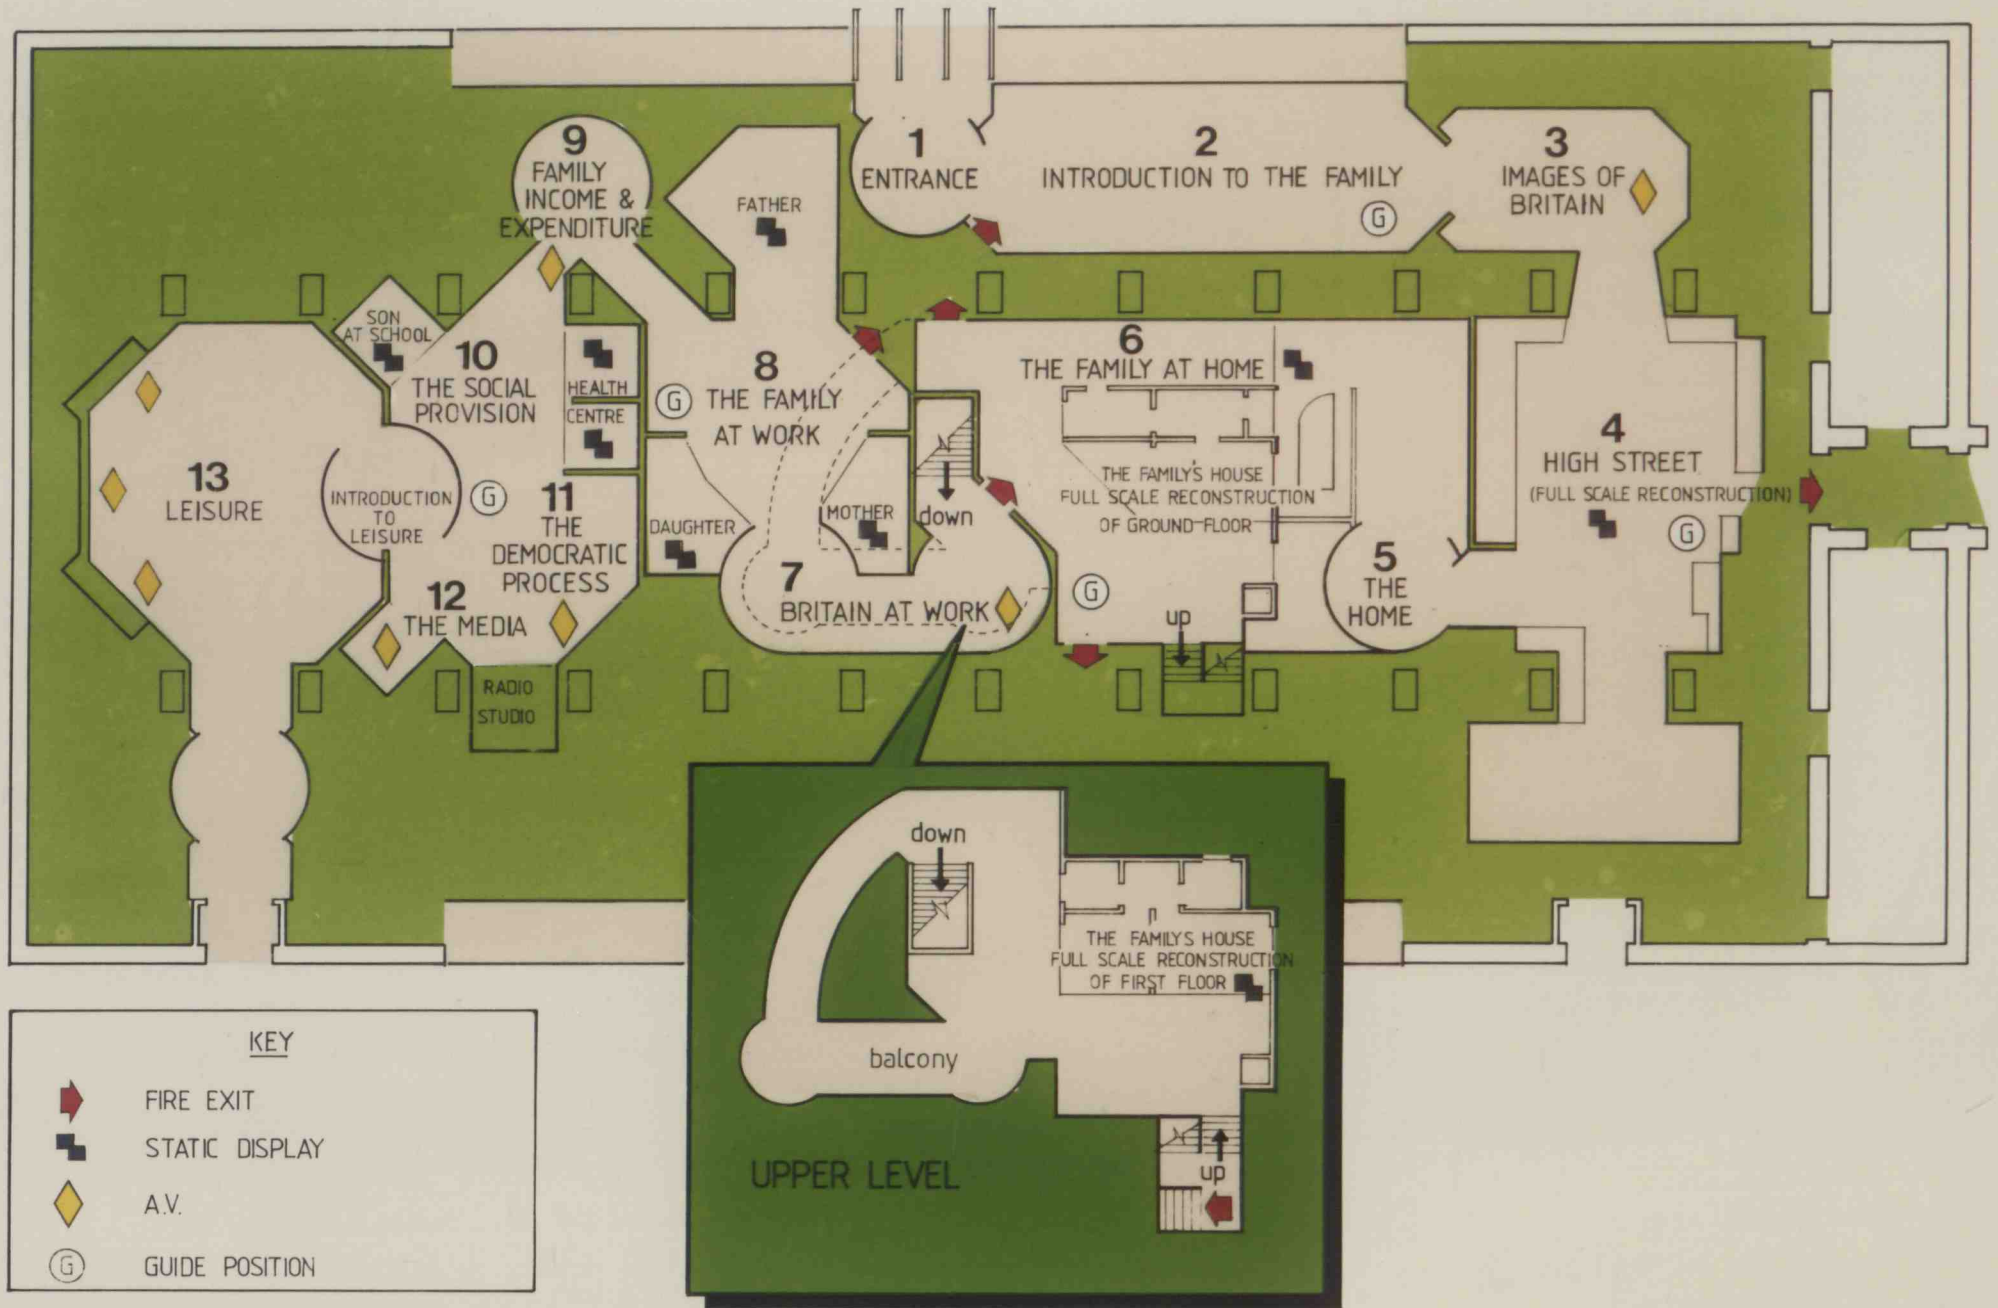 1
ENTRANCE
2
INTRODUCTION TO THE FAMILY
G
3
IMAGES OF
BRITAIN
4
HIGH STREET
(FULL SCALE RECONSTRUCTION)
G
5
THE
HOME
6
THE FAMILY AT HOME
THE FAMILY'S HOUSE
FULL SCALE RECONSTRUCTION
OF GROUND FLOOR
G
up
down
7
BRITAIN AT WORK
8
THE FAMILY
AT WORK
G
FATHER
MOTHER
DAUGHTER
9
FAMILY
INCOME &
EXPENDITURE
10
THE SOCIAL
PROVISION
SON
AT SCHOOL
HEALTH
CENTRE
G
11
THE
DEMOCRATIC
PROCESS
12
THE MEDIA
RADIO
STUDIO
INTRODUCTION
TO
LEISURE
13
LEISURE
down
THE FAMILY'S HOUSE
FULL SCALE RECONSTRUCTION
OF FIRST FLOOR
balcony
up
UPPER LEVEL
KEY
FIRE EXIT
STATIC DISPLAY
A.V.
G GUIDE POSITION